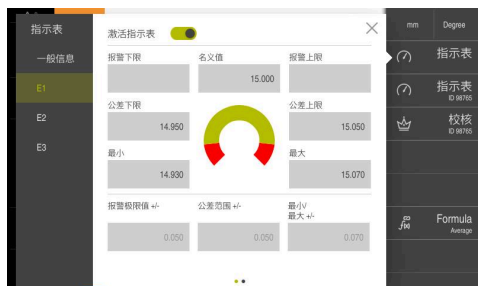 指示表
一般信息
E1
E2
E3
激活指示表
报警下限
名义值
报警上限
15.000
公差下限
公差上限
14.950
15.050
最小
最大
14.930
15.070
报警极限值 +/-
公差范围 +/-
最小/
最大 +/-
0.050
0.050
0.070
mm
Degree
指示表
指示表
ID 98765
校核
ID 98765
f(x)
Formula
Average